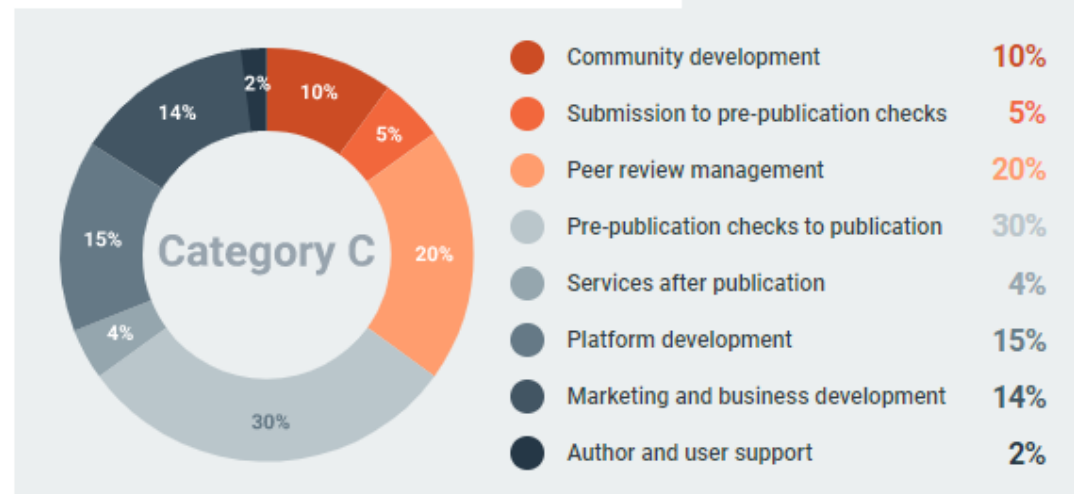 2%
10%
14%
5%
15%
Category C
20%
4%
30%
Community development 10%
Submission to pre-publication checks 5%
Peer review management 20%
Pre-publication checks to publication 30%
Services after publication 4%
Platform development 15%
Marketing and business development 14%
Author and user support 2%